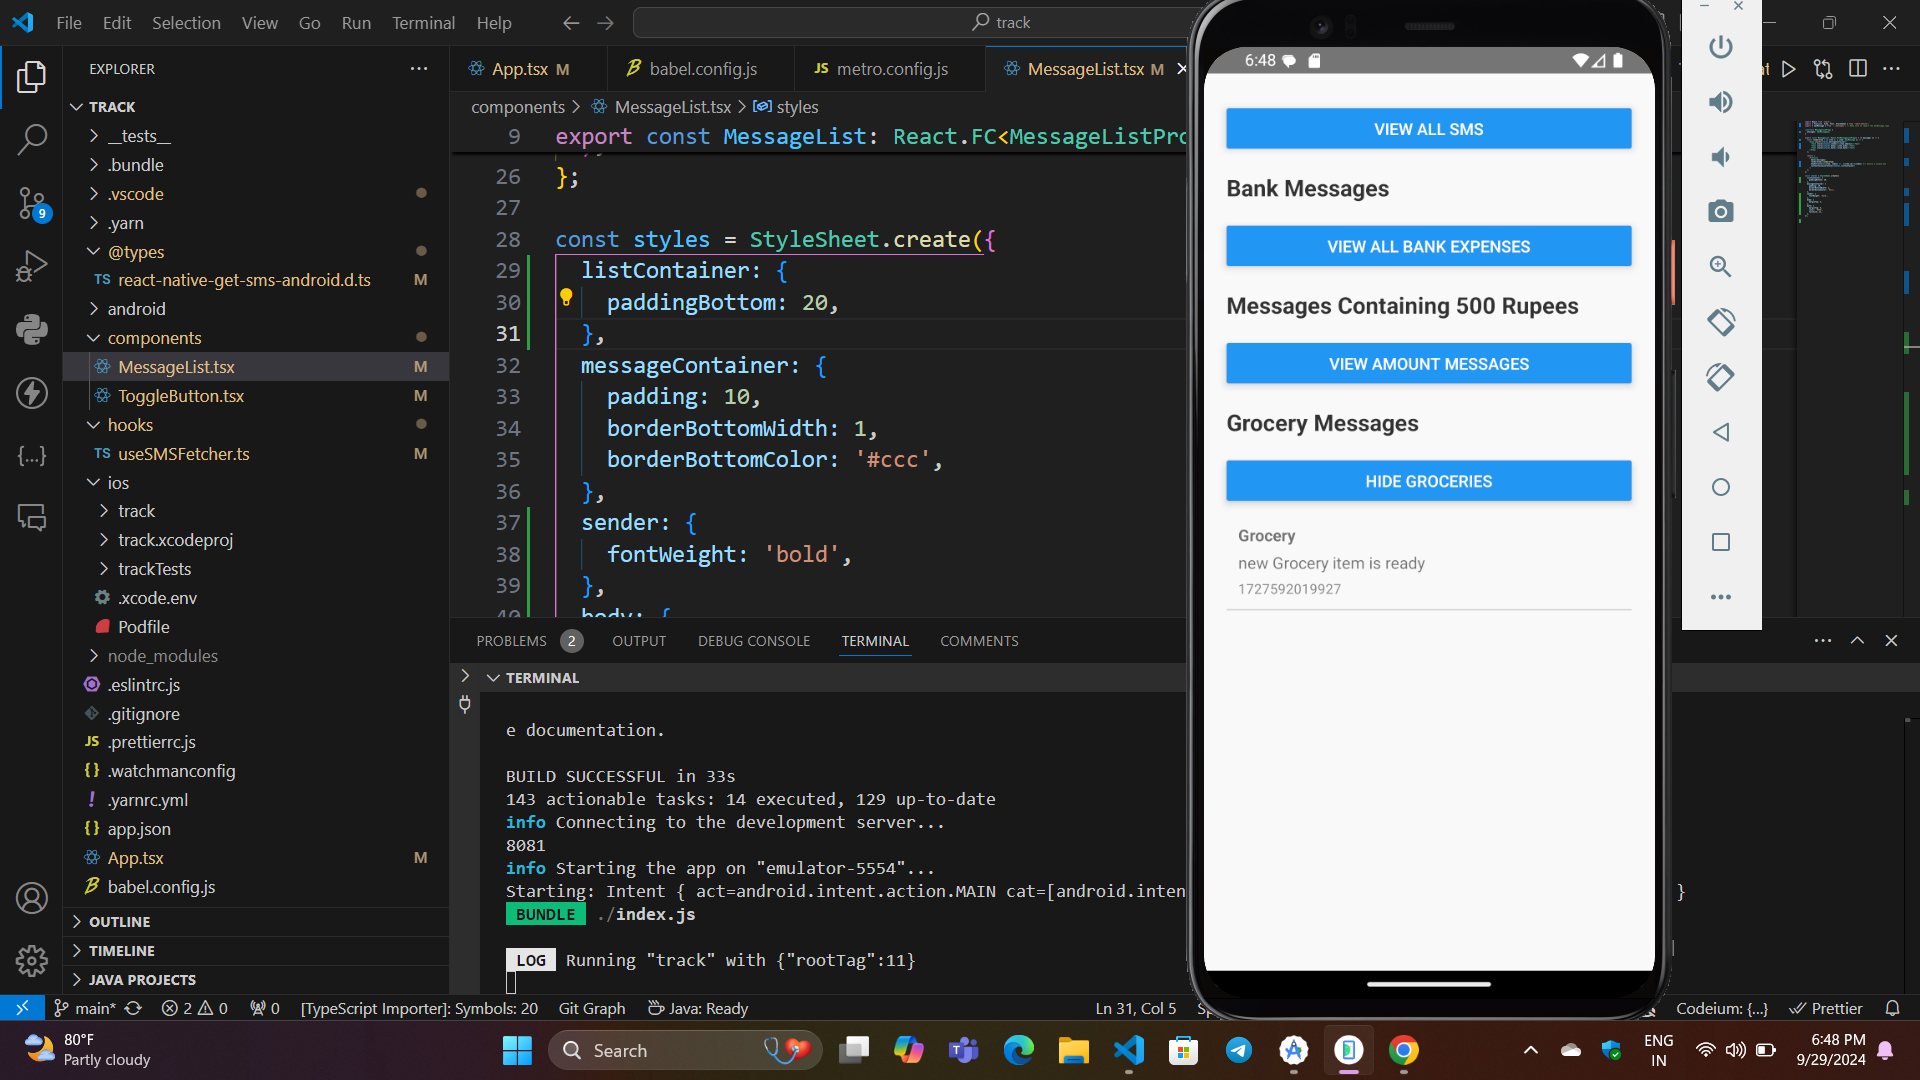 File Edit Selection View Go Run Terminal Help
track
EXPLORER
TRACK
__tests__
.bundle
.vscode
.yarn
@types
TS react-native-get-sms-android.d.ts M
android
components
MessageList.tsx M
ToggleButton.tsx M
hooks
TS useSMSFetcher.ts M
ios
track
track.xcodeproj
trackTests
.xcode.env
Podfile
node_modules
.eslintrc.js
.gitignore
JS .prettierrc.js
{} .watchmanconfig
! .yarnrc.yml
{} app.json
App.tsx M
babel.config.js
OUTLINE
TIMELINE
JAVA PROJECTS
9
App.tsx M
babel.config.js
JS metro.config.js
MessageList.tsx M
components > MessageList.tsx > styles
9 export const MessageList: React.FC<MessageListPro
26 };
27
28 const styles = StyleSheet.create({
29 listContainer: {
30 paddingBottom: 20,
31 },
32 messageContainer: {
33 padding: 10,
34 borderBottomWidth: 1,
35 borderBottomColor: '#ccc',
36 },
37 sender: {
38 fontWeight: 'bold',
39 },
40 body: {
PROBLEMS 2 OUTPUT DEBUG CONSOLE TERMINAL COMMENTS
TERMINAL
e documentation.
BUILD SUCCESSFUL in 33s
143 actionable tasks: 14 executed, 129 up-to-date
info Connecting to the development server...
8081
info Starting the app on "emulator-5554"...
Starting: Intent { act=android.intent.action.MAIN cat=[android.inten
}
BUNDLE ./index.js
LOG Running "track" with {"rootTag":11}
6:48
VIEW ALL SMS
Bank Messages
VIEW ALL BANK EXPENSES
Messages Containing 500 Rupees
VIEW AMOUNT MESSAGES
Grocery Messages
HIDE GROCERIES
Grocery
new Grocery item is ready
1727592019927
main* 2 0 0 [TypeScript Importer]: Symbols: 20 Git Graph Java: Ready Ln 31, Col 5 Codeium: {...} Prettier
80°F
Partly cloudy
Search
ENG
IN
6:48 PM
9/29/2024